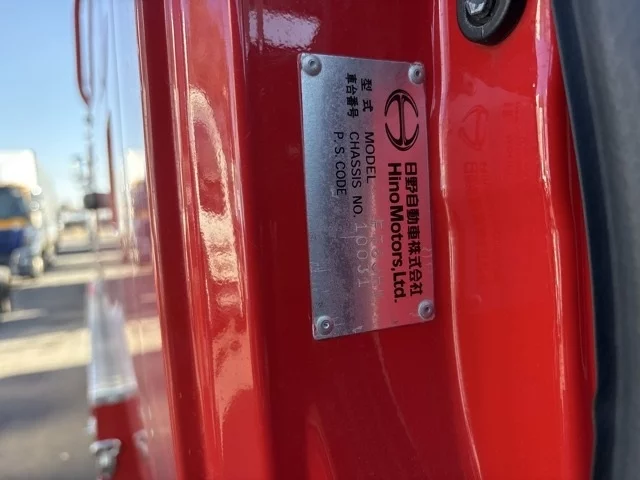 日野自動車株式会社
HinoMotors,Ltd.
型式 MODEL
車台番号 CHASSIS NO. 10031
P.S.CODE